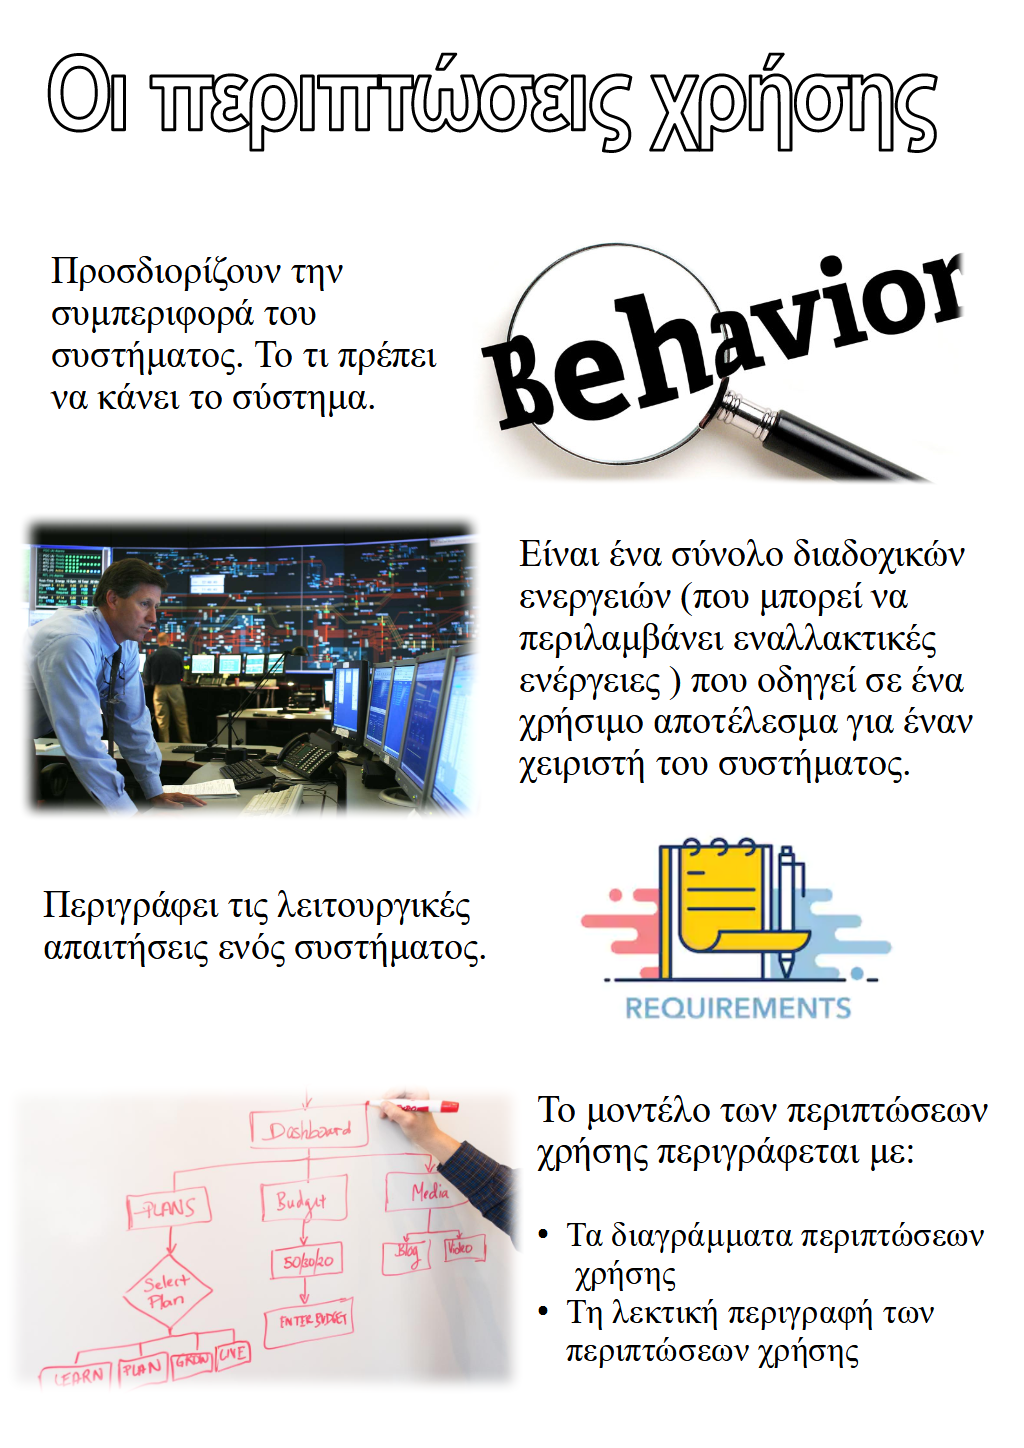 Οι περιπτώσεις χρήσης
Προσδιορίζουν την
συμπεριφορά του
συστήματος. Το τι πρέπει
να κάνει το σύστημα.
Behavior
Είναι ένα σύνολο διαδοχικών
ενεργειών (που μπορεί να
περιλαμβάνει εναλλακτικές
ενέργειες ) που οδηγεί σε ένα
χρήσιμο αποτέλεσμα για έναν
χειριστή του συστήματος.
Περιγράφει τις λειτουργικές
απαιτήσεις ενός συστήματος.
REQUIREMENTS
Dashboard
PLANS
Budget
Media
Select
Plan
50/30/20
Blog
Video
ENTER BUDGET
LEARN
PLAN
GROW
LIVE
Το μοντέλο των περιπτώσεων
χρήσης περιγράφεται με:
• Τα διαγράμματα περιπτώσεων
χρήσης
• Τη λεκτική περιγραφή των
περιπτώσεων χρήσης